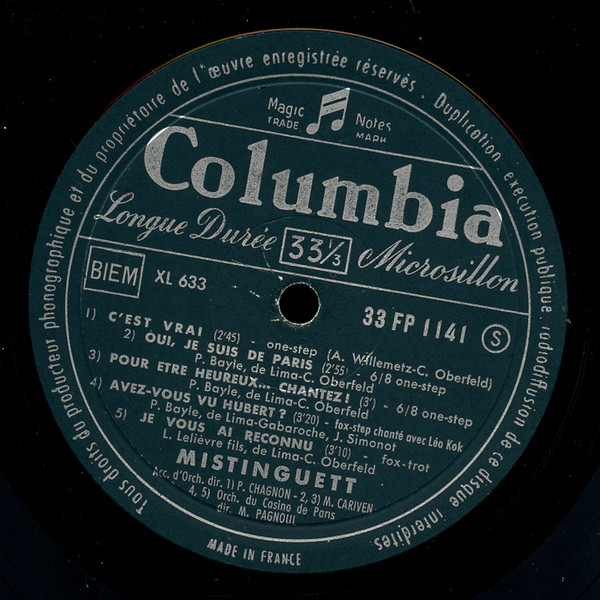 Tous droits du producteur phonographique et du propriétaire de l'œuvre enregistrée réservés - Duplication, exécution publique, radiodiffusion de ce disque interdites.
Magic Notes
TRADE MARK
Columbia
Longue Durée 33 1/3 Microsillon
BIEM XL 633 33 FP 1141 S
1) C'EST VRAI (2'45) - one-step (A. Willemetz-C. Oberfeld)
2) OUI, JE SUIS DE PARIS (2'55) - 6/8 one-step
P. Bayle, de Lima-C. Oberfeld
3) POUR ETRE HEUREUX... CHANTEZ! (3') - 6/8 one-step
P. Bayle, de Lima-C. Oberfeld
4) AVEZ-VOUS VU HUBERT? (3'20) - fox-step chanté avec Léo Kok
P. Bayle, de Lima-Gabaroche, J. Simonot
5) JE VOUS AI RECONNU (3'10) - fox-trot
L. Lelièvre fils, de Lima-C. Oberfeld
MISTINGUETT
Acc. d'Orch. dir. 1) P. CHAGNON - 2, 3) M. CARIVEN
4, 5) Orch. du Casino de Paris
dir. M. PAGNOUI
MADE IN FRANCE